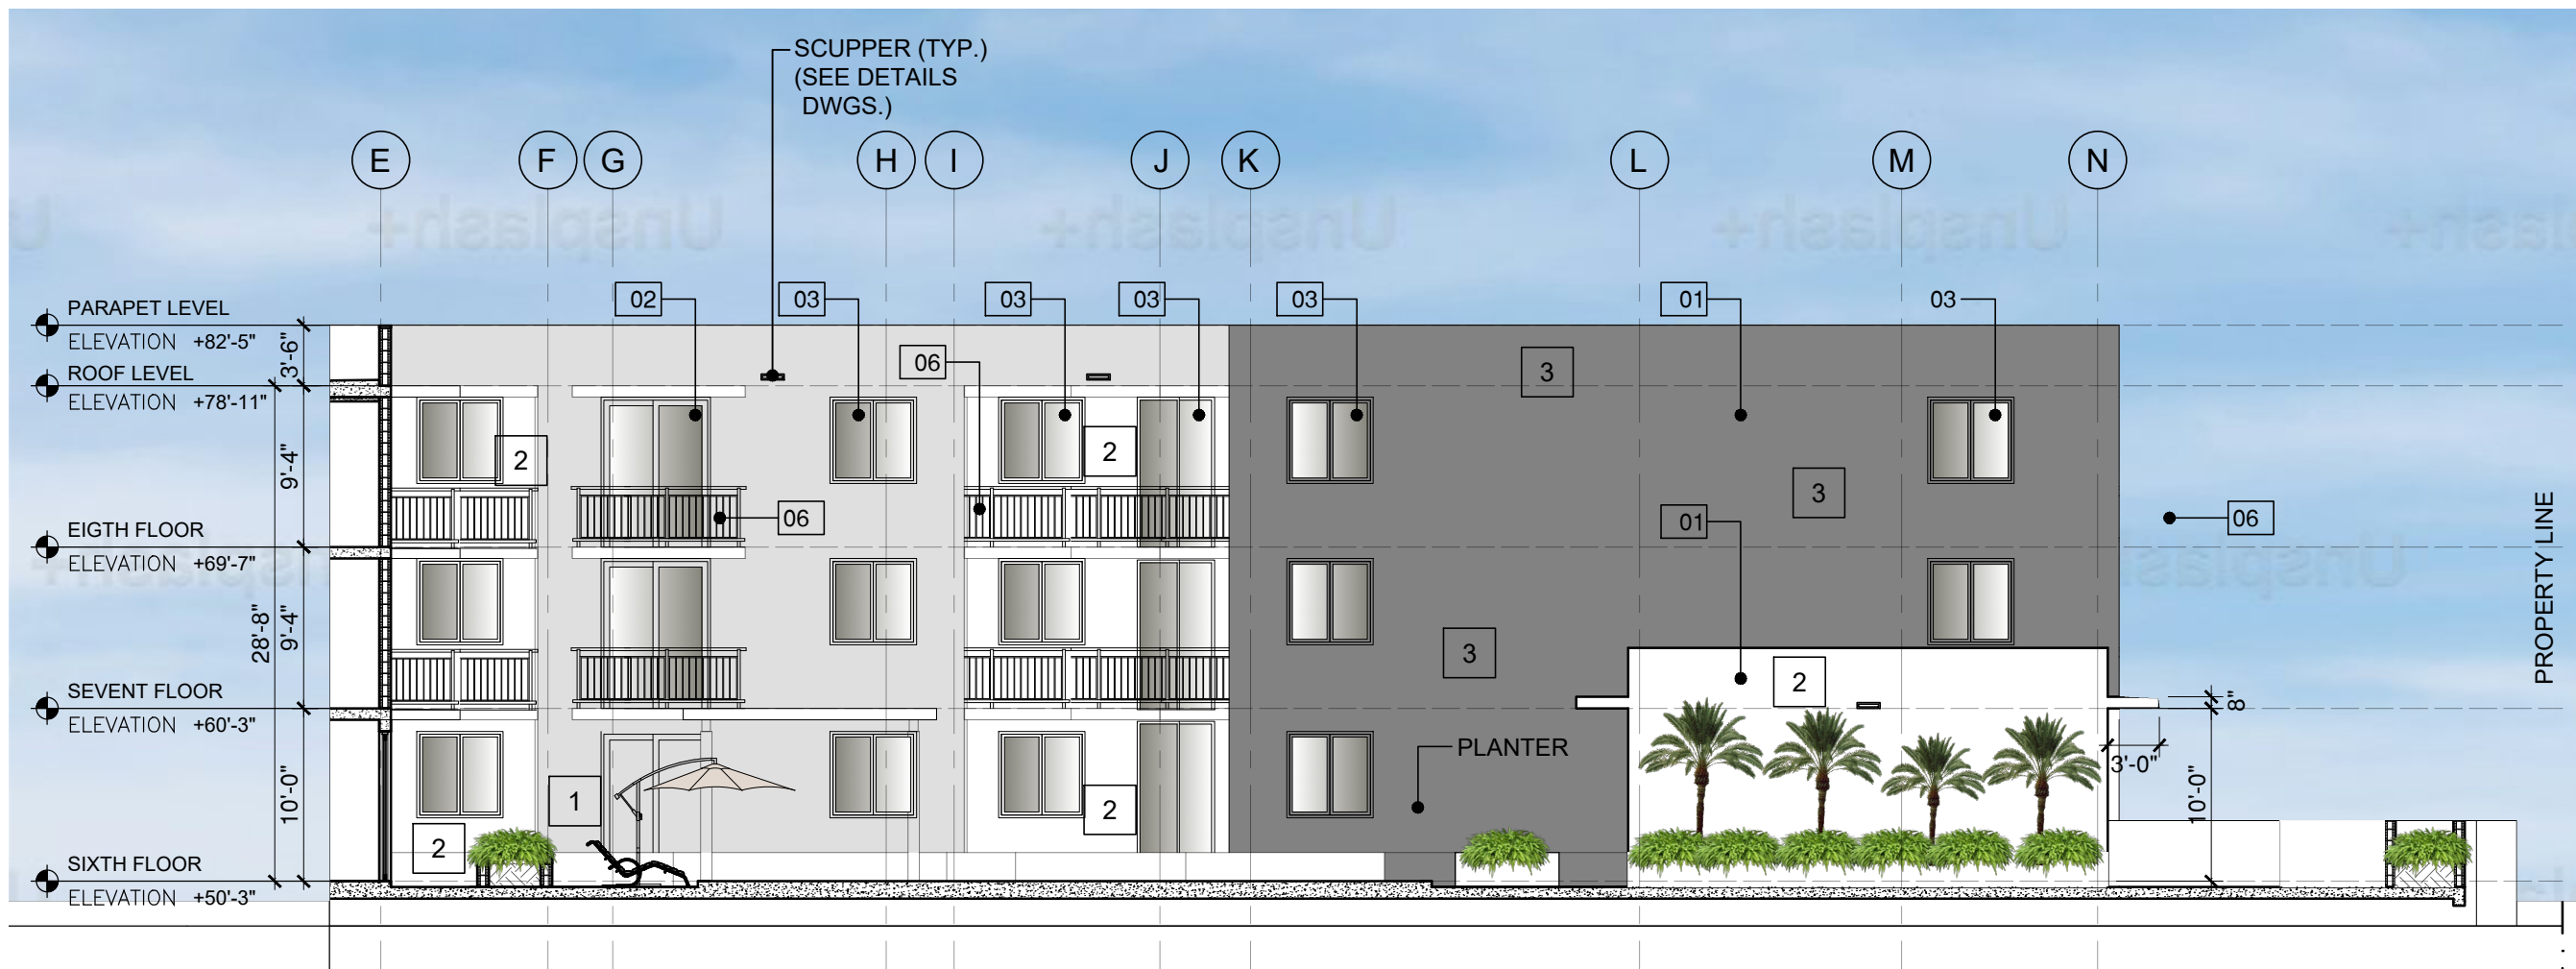 SCUPPER (TYP.)
(SEE DETAILS
DWGS.)
E
F
G
H
I
J
K
L
M
N
Unsplash+
Unsplash+
Unsplash+
02
03
03
03
03
01
03
PARAPET LEVEL
ELEVATION +82'-5"
3'-6"
06
ROOF LEVEL
ELEVATION +78'-11"
3
2
2
9'-4"
3
06
01
06
EIGTH FLOOR
ELEVATION +69'-7"
PROPERTY LINE
28'-8"
9'-4"
3
2
SEVENT FLOOR
ELEVATION +60'-3"
8"
PLANTER
3'-0"
10'-0"
10'-0"
1
2
2
SIXTH FLOOR
ELEVATION +50'-3"